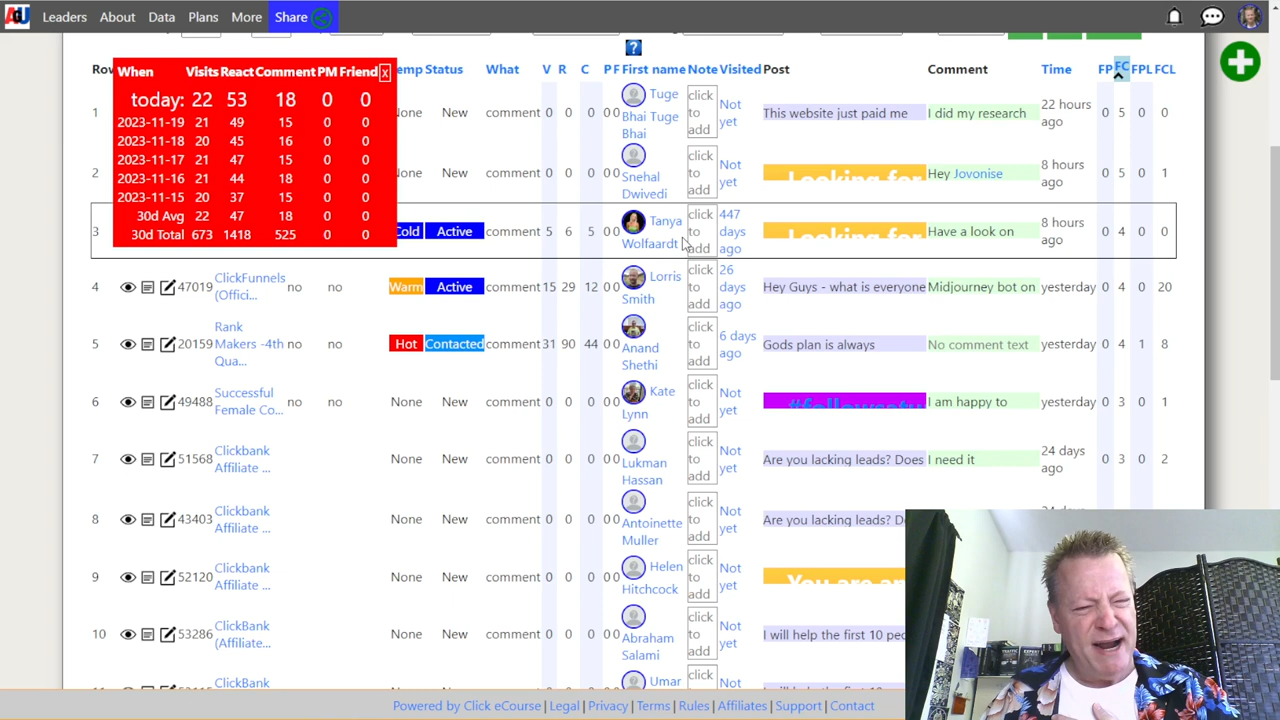 AGU Leaders About Data Plans More Share
Row Temp Status What V R C P F First name Note Visited Post Comment Time FP FC FPL FCL
When Visits React Comment PM Friend x
today: 22 53 18 0 0
2023-11-19 21 49 15 0 0
2023-11-18 20 45 16 0 0
2023-11-17 21 47 15 0 0
2023-11-16 21 44 18 0 0
2023-11-15 20 37 15 0 0
30d Avg 22 47 18 0 0
30d Total 673 1418 525 0 0
?
1 None New comment 0 0 0 0 0 Tuge
Bhai Tuge
Bhai
click
to
add
Not
yet
This website just paid me
I did my research
22 hours
ago
0 5 0 0
2 None New comment 0 0 0 0 0
Snehal
Dwivedi
click
to
add
Not
yet
Looking for
Hey Jovonise
8 hours
ago
0 5 0 1
3 Cold Active comment 5 6 5 0 0 Tanya
Wolfaardt
click
to
add
447
days
ago
Looking for
Have a look on
8 hours
ago
0 4 0 0
4 47019 ClickFunnels
(Offici...
no no Warm Active comment 15 29 12 0 0 Lorris
Smith
click
to
add
26
days
ago
Hey Guys - what is everyone
Midjourney bot on
yesterday
0 4 0 20
5 20159 Rank
Makers -4th
Qua...
no no Hot Contacted comment 31 90 44 0 0
Anand
Shethi
click
to
add
6 days
ago
Gods plan is always
No comment text
yesterday
0 4 1 8
6 49488 Successful
Female Co...
no no None New comment 0 0 0 0 0 Kate
Lynn
click
to
add
Not
yet
I am happy to
yesterday
0 3 0 1
7 51568 Clickbank
Affiliate ...
None New comment 0 0 0 0 0
Lukman
Hassan
click
to
add
Not
yet
Are you lacking leads? Does
I need it
24 days
ago
0 3 0 2
8 43403 Clickbank
Affiliate ...
None New comment 0 0 0 0 0
Antoinette
Muller
click
to
add
Not
yet
Are you lacking leads?
9 52120 Clickbank
Affiliate ...
None New comment 0 0 0 0 0 Helen
Hitchcock
click
to
add
Not
yet
You are
10 53286 ClickBank
(Affiliate...
None New comment 0 0 0 0 0
Abraham
Salami
click
to
add
Not
yet
I will help the first 10
ClickBank
Umar
click
Not
Powered by Click eCourse | Legal | Privacy | Terms | Rules | Affiliates | Support | Contact